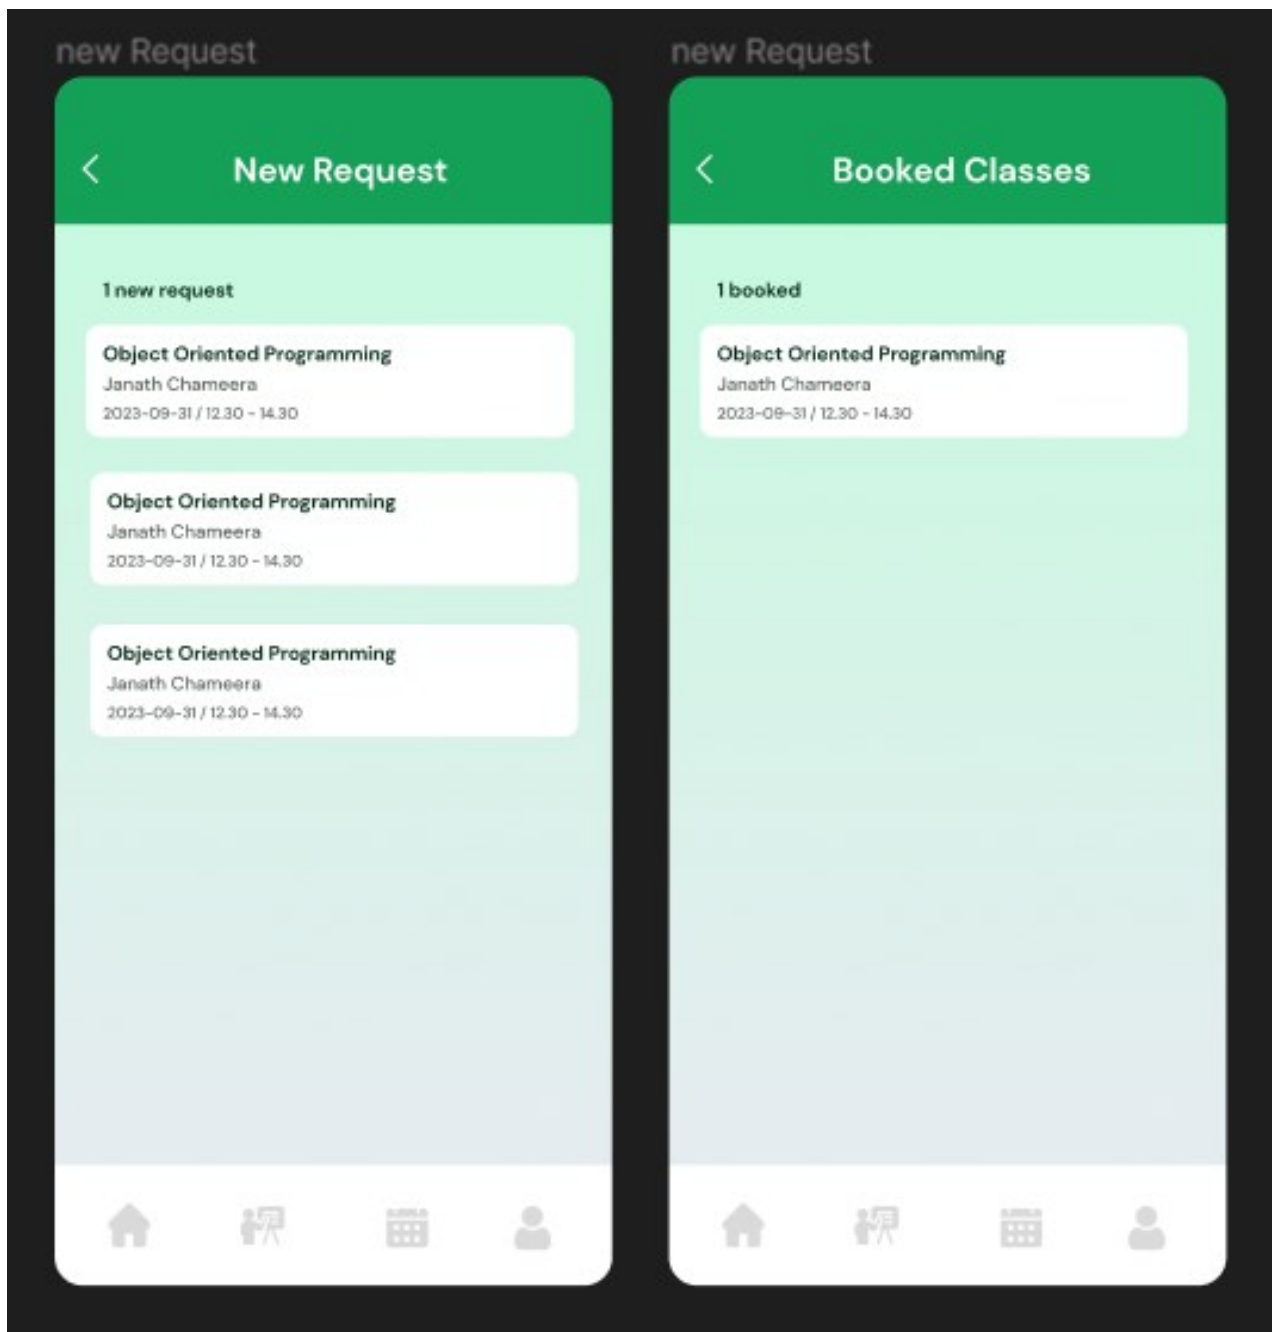 new Request
New Request
1 new request
Object Oriented Programming
Janath Chameera
2023-09-31 / 12.30 - 14.30
Object Oriented Programming
Janath Chameera
2023-09-31 / 12.30 - 14.30
Object Oriented Programming
Janath Chameera
2023-09-31 / 12.30 - 14.30
new Request
Booked Classes
1 booked
Object Oriented Programming
Janath Chameera
2023-09-31 / 12.30 - 14.30